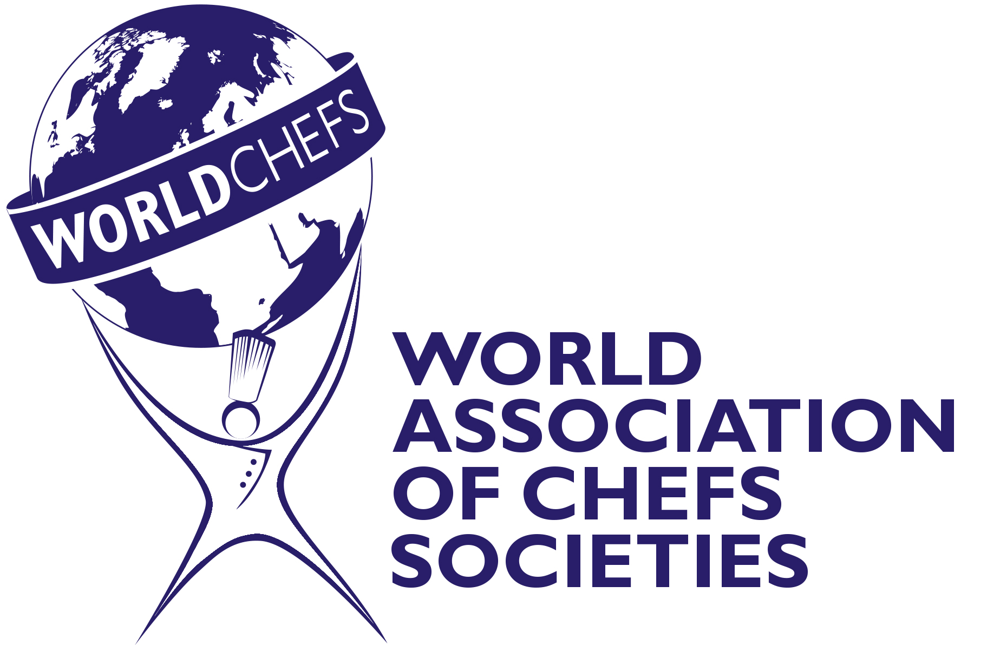 WORLDCHEFS
WORLD
ASSOCIATION
OF CHEFS
SOCIETIES